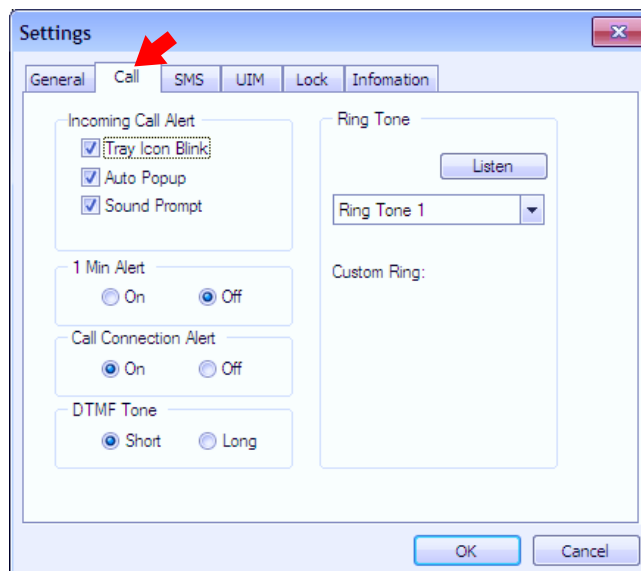 Settings
General Call SMS UIM Lock Infomation
Incoming Call Alert
Tray Icon Blink
Auto Popup
Sound Prompt
1 Min Alert
On Off
Call Connection Alert
On Off
DTMF Tone
Short Long
Ring Tone
Listen
Ring Tone 1
Custom Ring:
OK Cancel